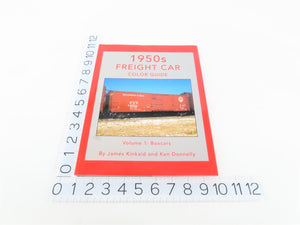 1950s
FREIGHT CAR
COLOR GUIDE
Volume 1: Boxcars
By James Kinkaid and Ken Donnelly
0 1 2 3 4 5 6 7 8 9 10 11 12
0 1 2 3 4 5 6 7 8 9 10 11 12